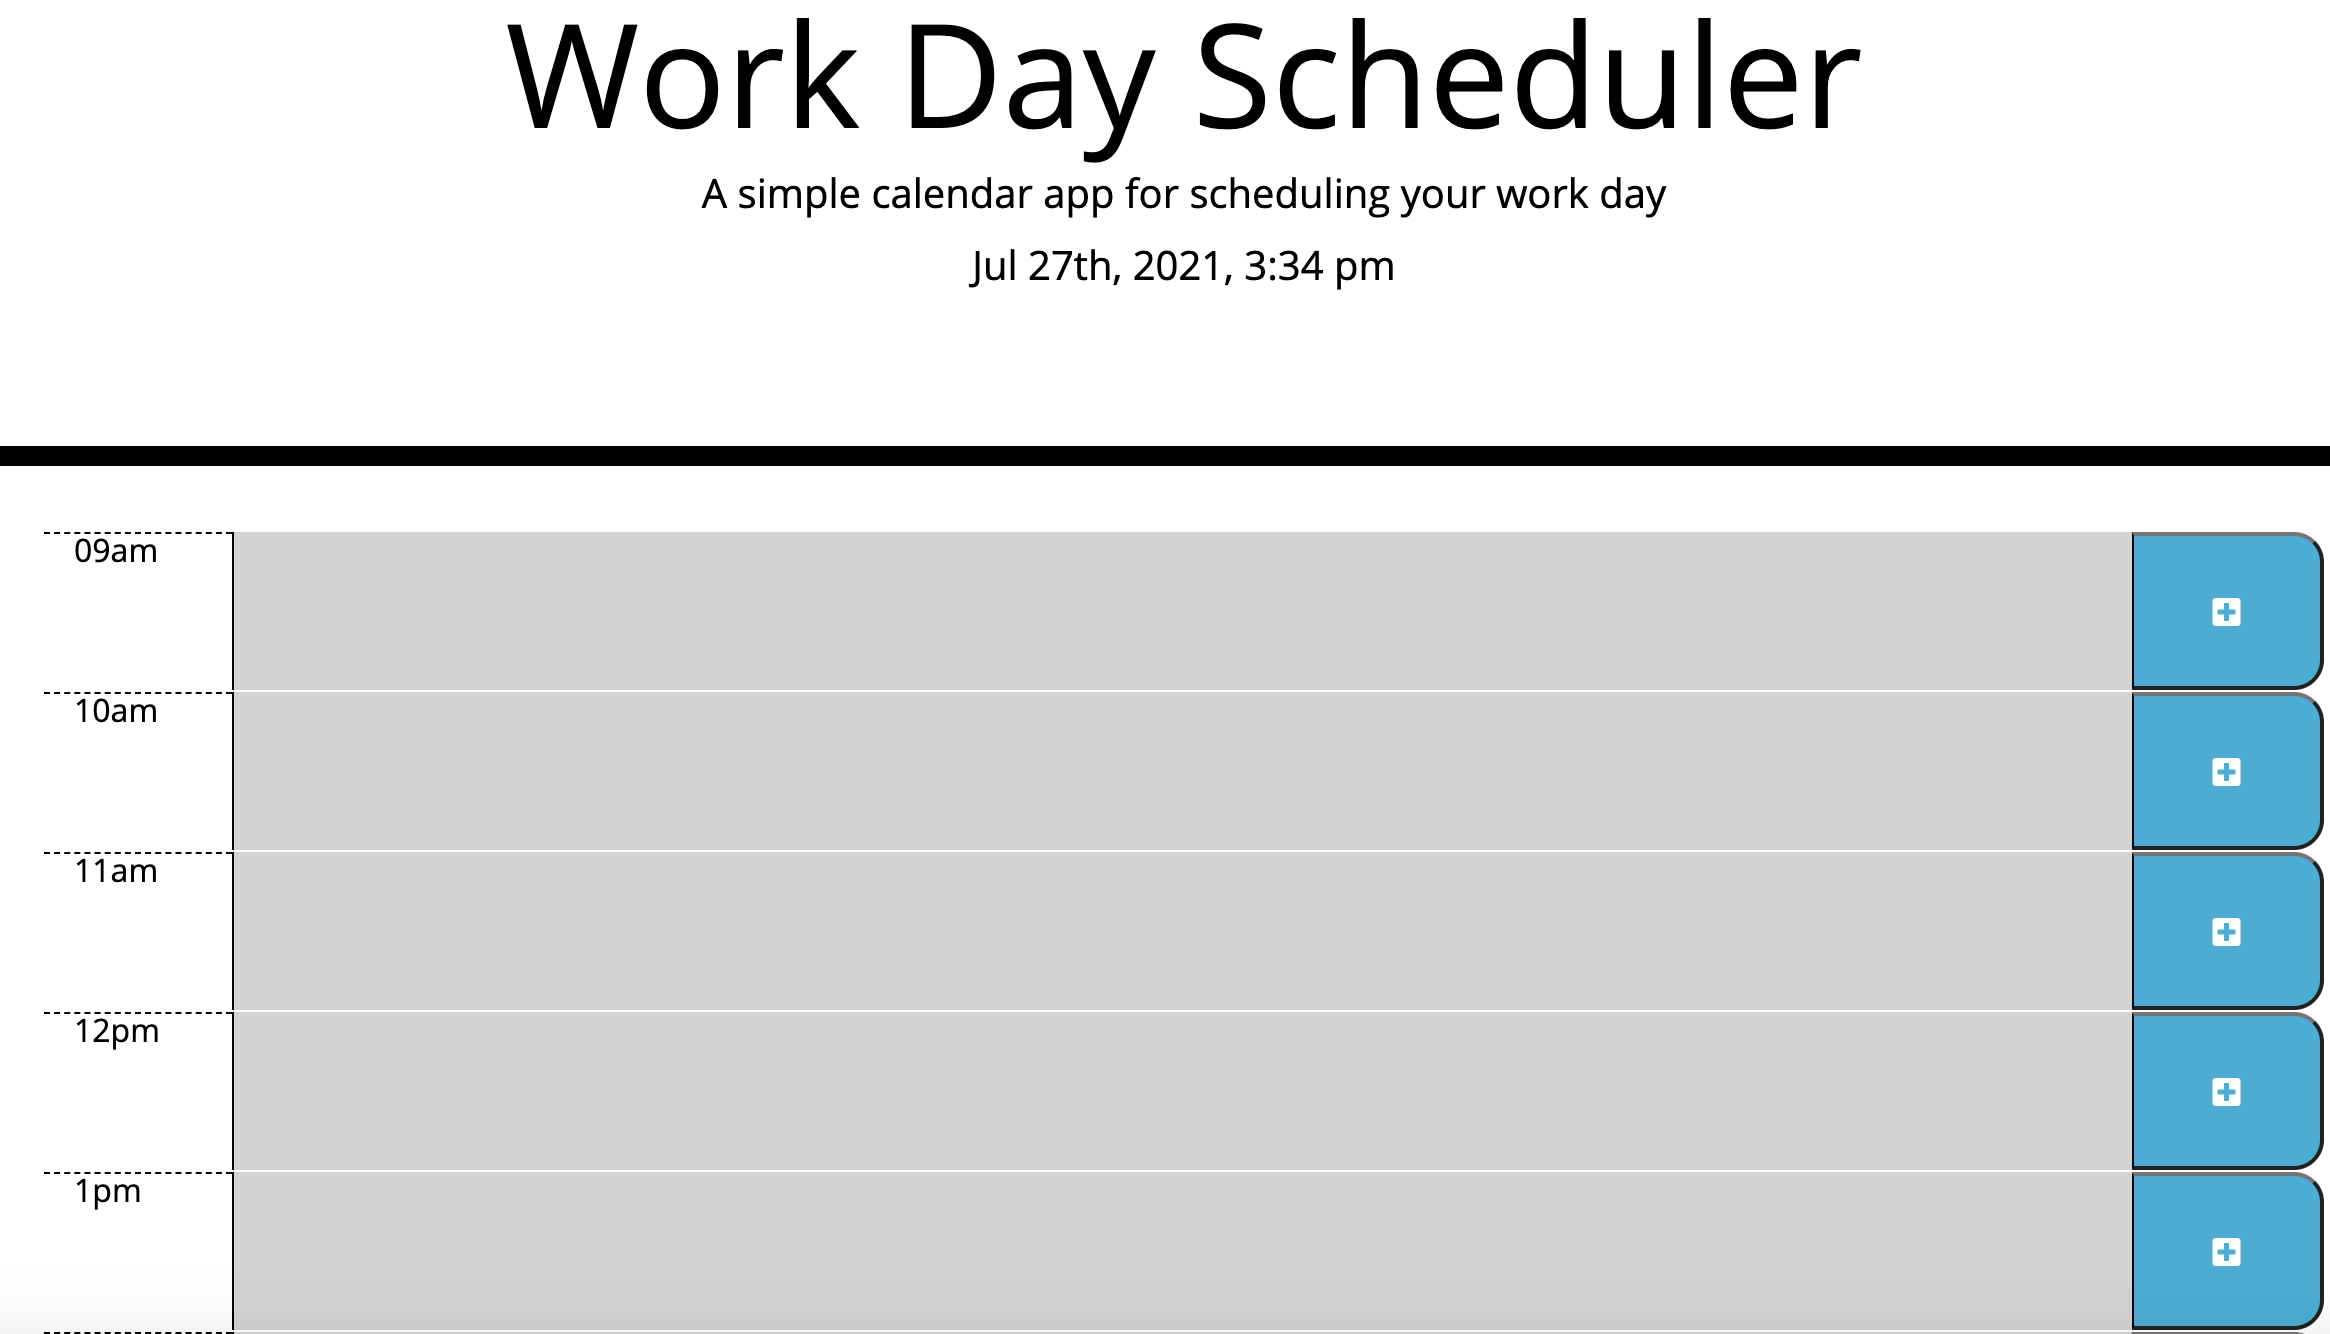 Work Day Scheduler
A simple calendar app for scheduling your work day
Jul 27th, 2021, 3:34 pm
09am
10am
11am
12pm
1pm